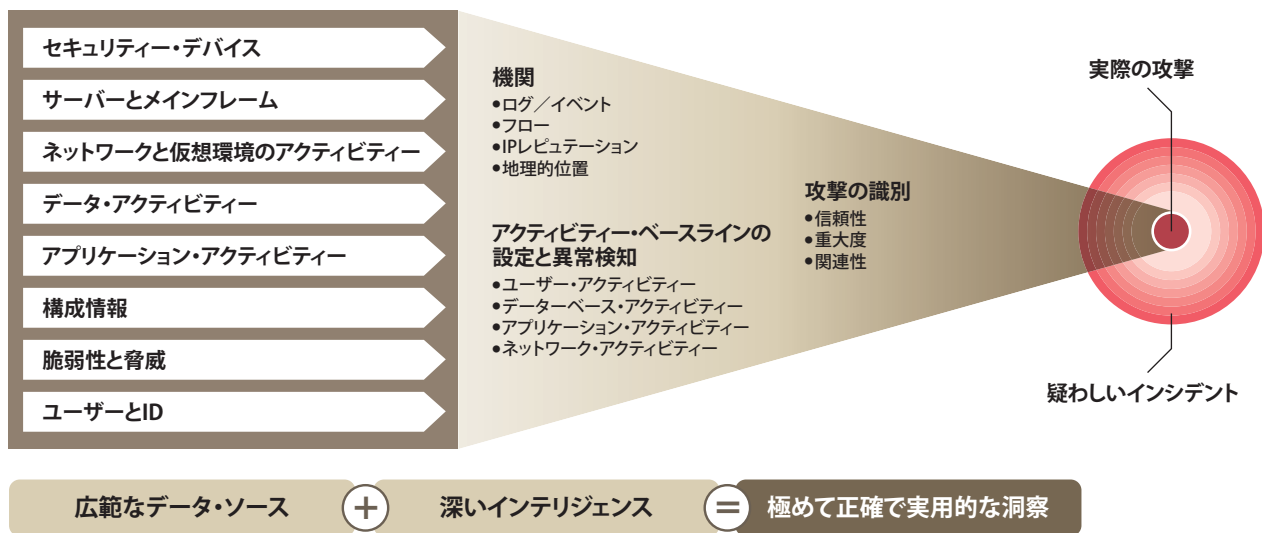 セキュリティー・デバイス
サーバーとメインフレーム
ネットワークと仮想環境のアクティビティー
データ・アクティビティー
アプリケーション・アクティビティー
構成情報
脆弱性と脅威
ユーザーとID
機関
•ログ／イベント
•フロー
•IPレピュテーション
•地理的位置
アクティビティー・ベースラインの
設定と異常検知
•ユーザー・アクティビティー
•データーベース・アクティビティー
•アプリケーション・アクティビティー
•ネットワーク・アクティビティー
攻撃の識別
•信頼性
•重大度
•関連性
実際の攻撃
疑わしいインシデント
広範なデータ・ソース
+
深いインテリジェンス
=
極めて正確で実用的な洞察